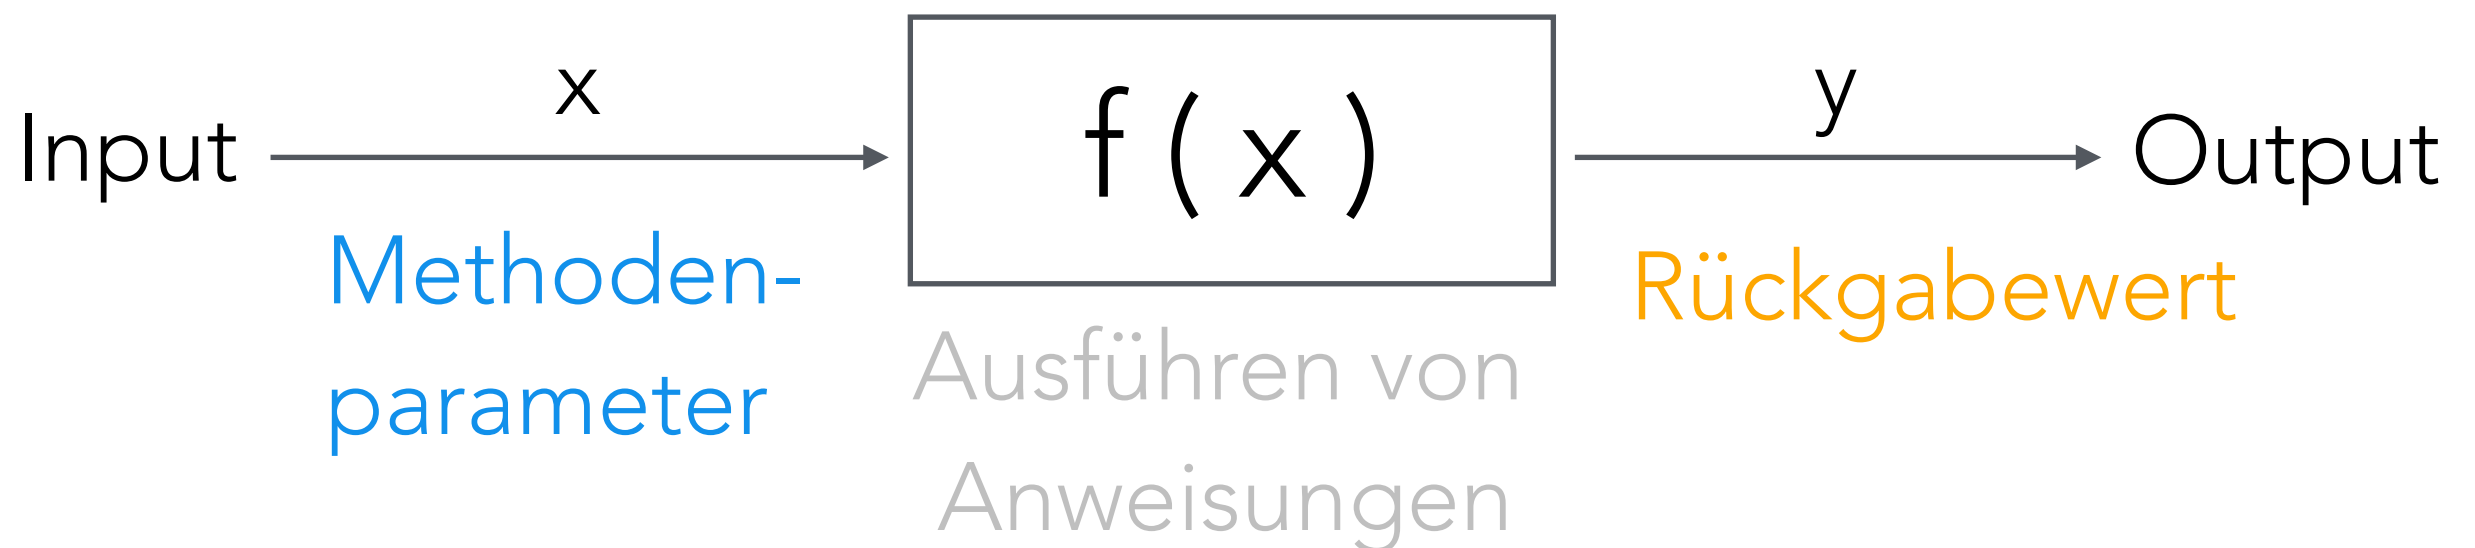 Input
x
Methoden-
parameter
f(x)
Ausführen von
Anweisungen
y
Rückgabewert
Output